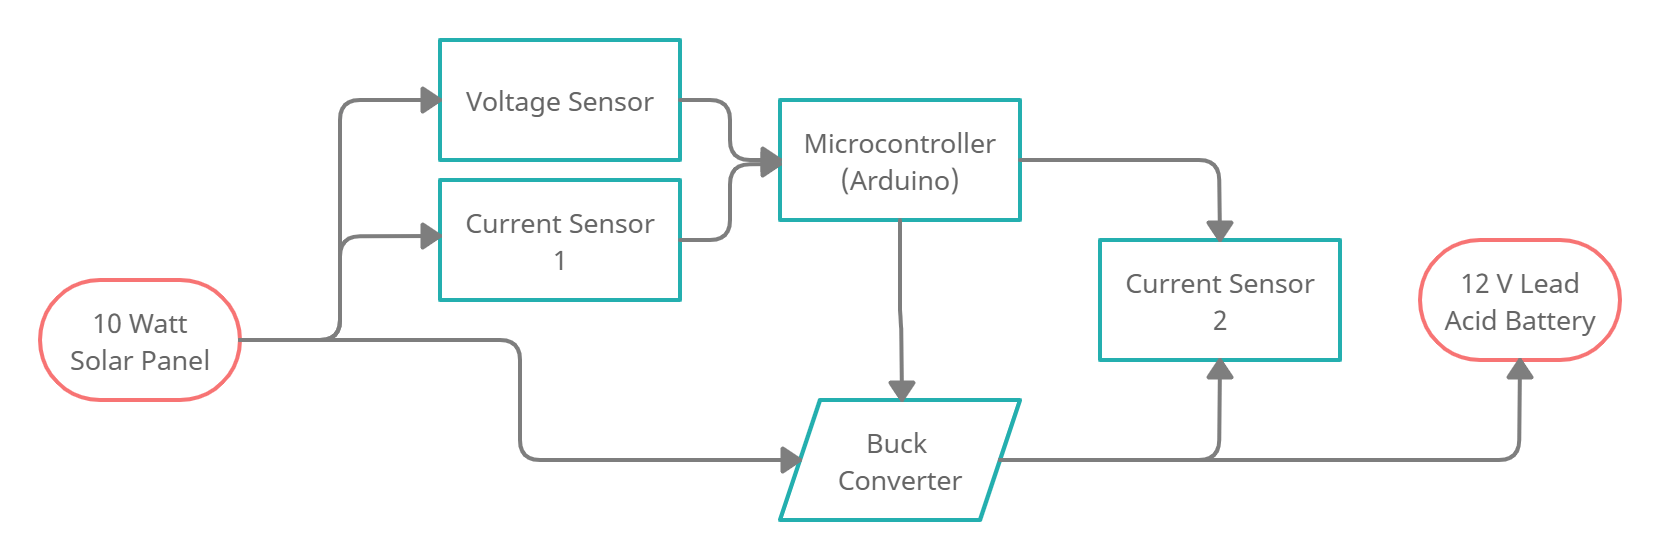 Voltage Sensor
Current Sensor
1
Microcontroller
(Arduino)
10 Watt
Solar Panel
Current Sensor
2
12 V Lead
Acid Battery
Buck
Converter